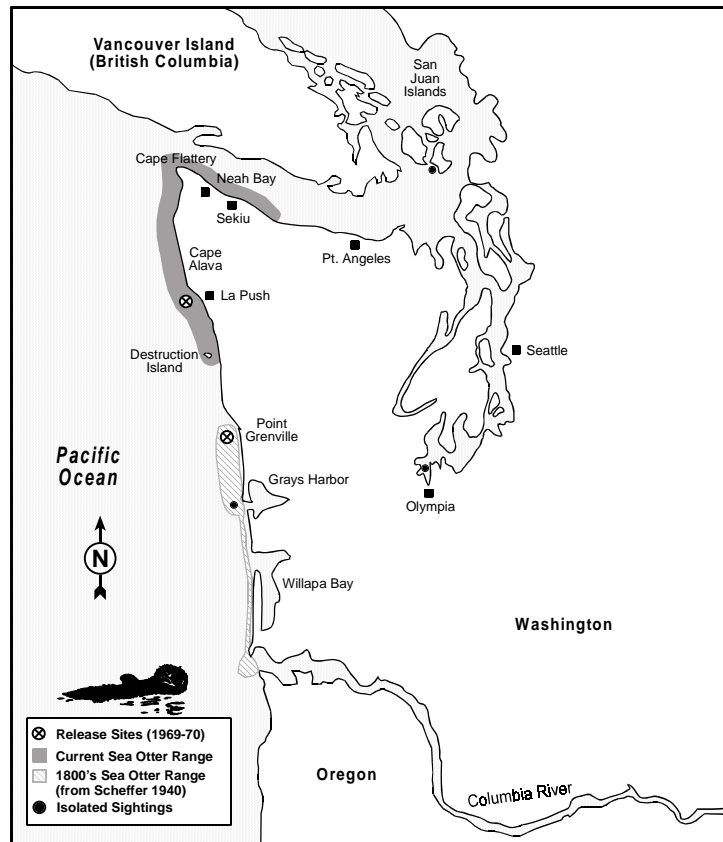 Vancouver Island
(British Columbia)
San
Juan
Islands
Cape Flattery
Neah Bay
Sekiu
Pt. Angeles
Cape
Alava
La Push
Destruction
Island
Seattle
Point
Grenville
Pacific
Ocean
Grays Harbor
Olympia
N
Willapa Bay
Washington
Release Sites (1969-70)
Current Sea Otter Range
1800's Sea Otter Range
(from Scheffer 1940)
Isolated Sightings
Oregon
Columbia River